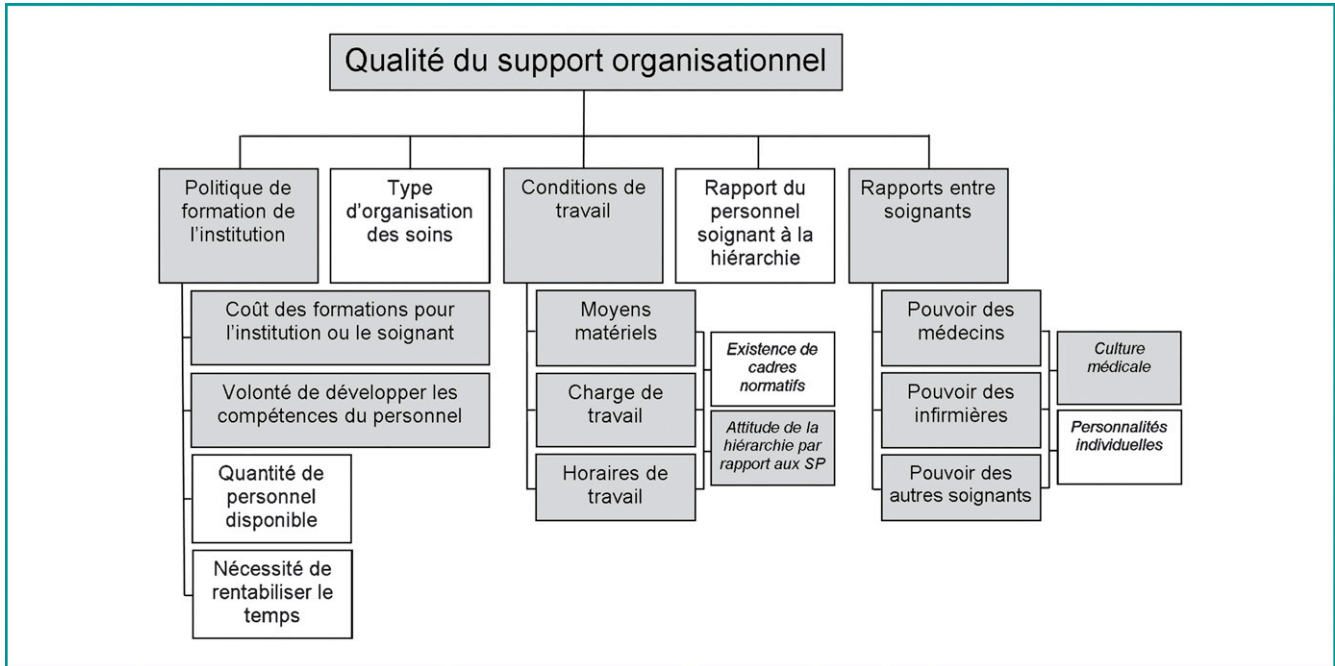 Qualité du support organisationnel
Politique de
formation de
l’institution
Type
d’organisation
des soins
Conditions de
travail
Rapport du
personnel
soignant à la
hiérarchie
Rapports entre
soignants
Coût des formations pour
l’institution ou le soignant
Volonté de développer les
compétences du personnel
Quantité de
personnel
disponible
Nécessité de
rentabiliser le
temps
Moyens
matériels
Charge de
travail
Horaires de
travail
Existence de
cadres
normatifs
Attitude de la
hiérarchie par
rapport aux SP
Pouvoir des
médecins
Pouvoir des
infirmières
Pouvoir des
autres soignants
Culture
médicale
Personnalités
individuelles